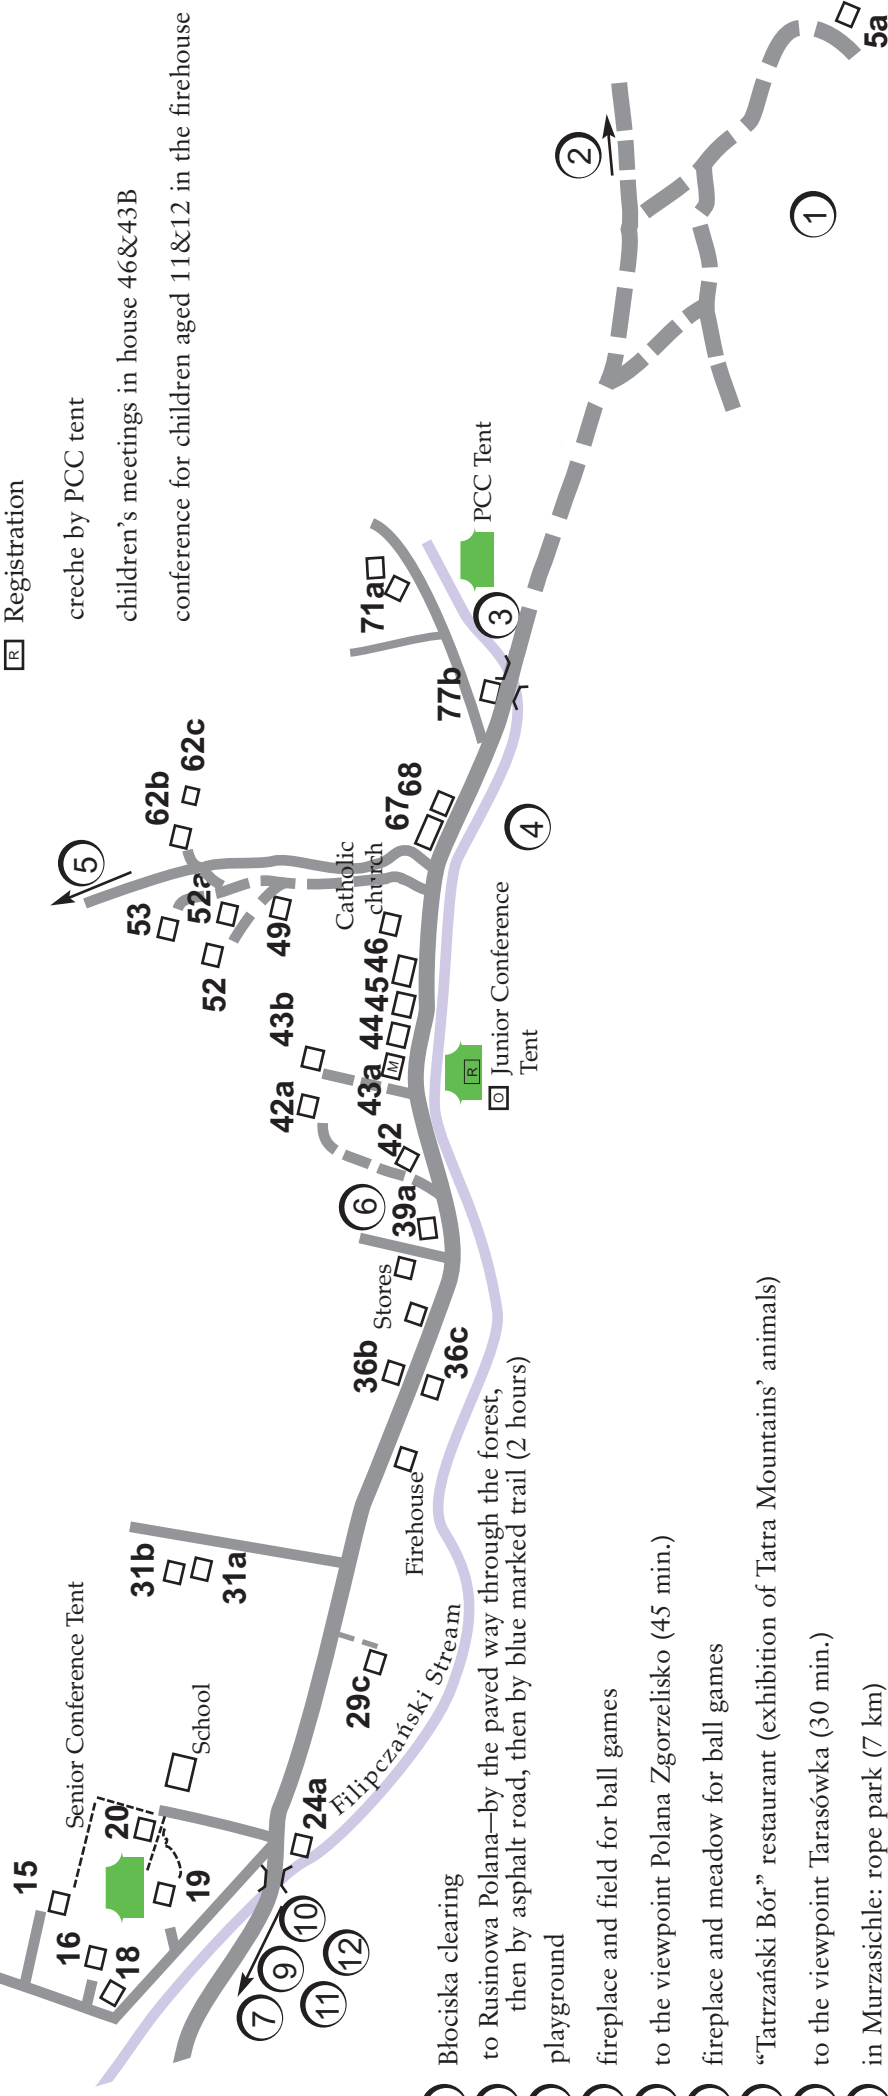 R Registration
creche by PCC tent
children's meetings in house 46&43B
conference for children aged 11&12 in the firehouse
15
16
18
19
20
Senior Conference Tent
School
24a
Filipczański Stream
29c
31b
31a
Firehouse
36b
36c
Stores
39a
6
42
42a
43b
43a
M
44
45
46
R
O
Junior Conference
Tent
Catholic
church
49
52
52a
53
5
62b
62c
67
68
4
77b
71a
3
PCC Tent
2
1
5a
7
9
10
11
12
Błociska clearing
to Rusinowa Polana—by the paved way through the forest,
then by asphalt road, then by blue marked trail (2 hours)
playground
fireplace and field for ball games
to the viewpoint Polana Zgorzelisko (45 min.)
fireplace and meadow for ball games
“Tatrzański Bór” restaurant (exhibition of Tatra Mountains’ animals)
to the viewpoint Tarasówka (30 min.)
in Murzasichle: rope park (7 km)